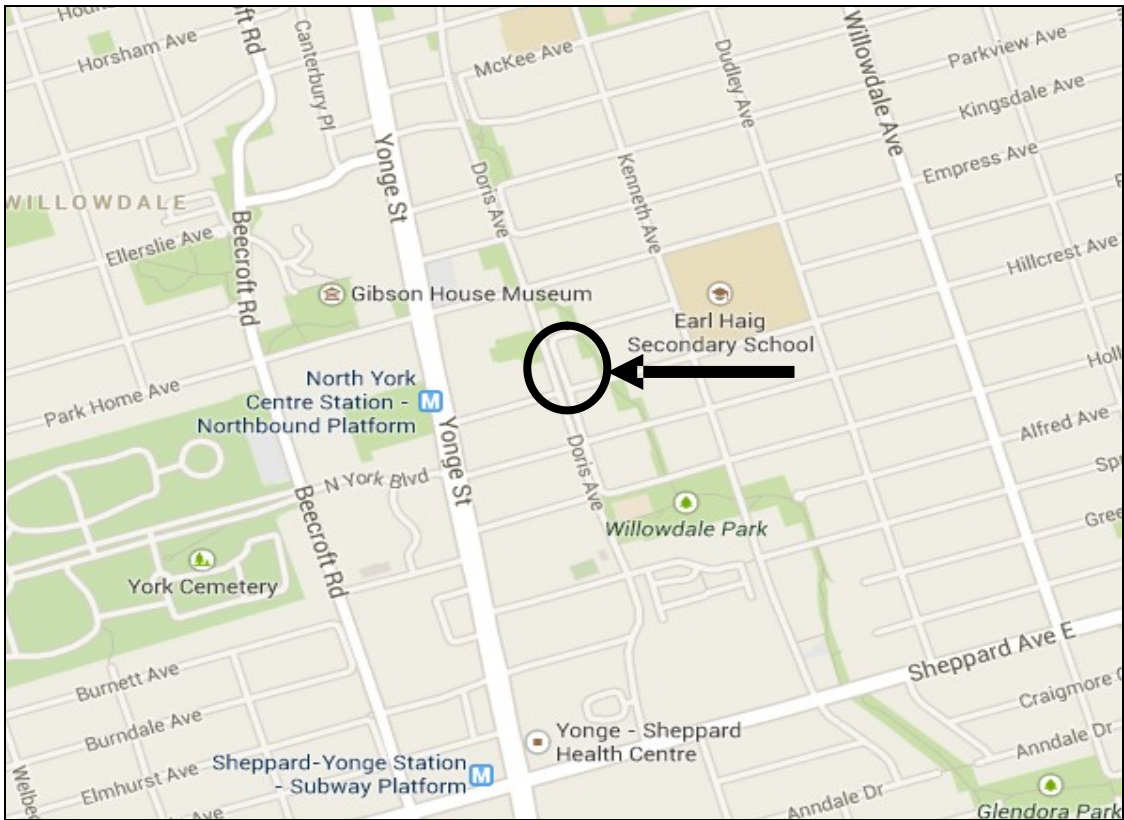 Horsham Ave
Canterbury Pl
McKee Ave
Dudley Ave
Willowdale Ave
Parkview Ave
Kingsdale Ave
Empress Ave
Yonge St
Doris Ave
Kenneth Ave
WILLOWDALE
Beecroft Rd
Ellerslie Ave
Hillcrest Ave
Gibson House Museum
Earl Haig
Secondary School
North York
Centre Station -
Northbound Platform
Park Home Ave
Yonge St
Doris Ave
Alfred Ave
N York Blvd
Beecroft Rd
Willowdale Park
York Cemetery
Sheppard Ave E
Burnett Ave
Burndale Ave
Elmhurst Ave
Yonge - Sheppard
Health Centre
Sheppard-Yonge Station
- Subway Platform
Craigmore
Anndale Dr
Anndale Dr
Glendora Park